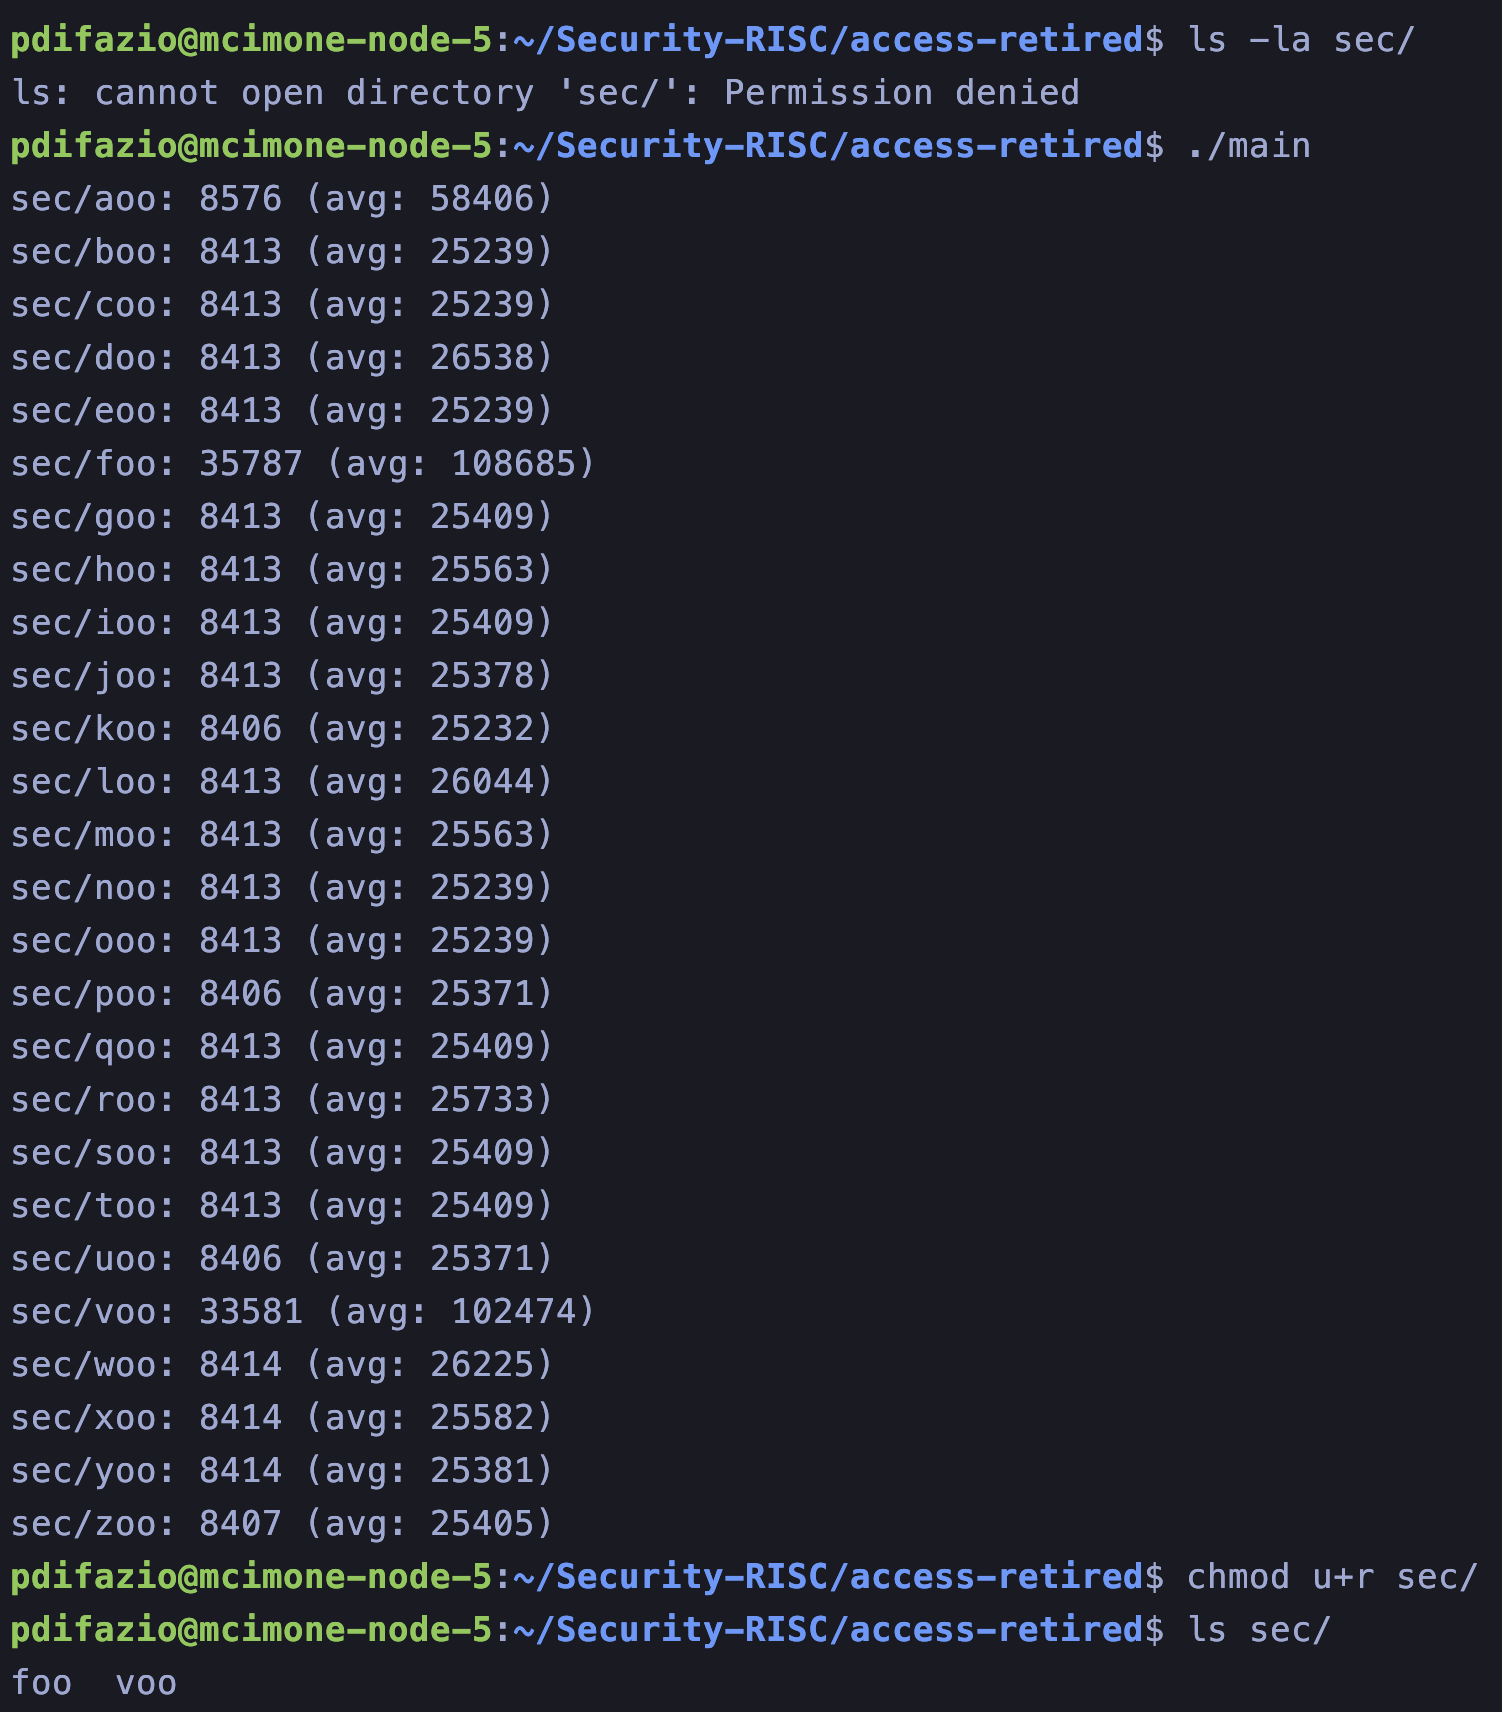 pdifazio@mcimone-node-5:~/Security-RISC/access-retired$ ls -la sec/
ls: cannot open directory 'sec/': Permission denied
pdifazio@mcimone-node-5:~/Security-RISC/access-retired$ ./main
sec/aoo: 8576 (avg: 58406)
sec/boo: 8413 (avg: 25239)
sec/coo: 8413 (avg: 25239)
sec/doo: 8413 (avg: 26538)
sec/eoo: 8413 (avg: 25239)
sec/foo: 35787 (avg: 108685)
sec/goo: 8413 (avg: 25409)
sec/hoo: 8413 (avg: 25563)
sec/ioo: 8413 (avg: 25409)
sec/joo: 8413 (avg: 25378)
sec/koo: 8406 (avg: 25232)
sec/loo: 8413 (avg: 26044)
sec/moo: 8413 (avg: 25563)
sec/noo: 8413 (avg: 25239)
sec/ooo: 8413 (avg: 25239)
sec/poo: 8406 (avg: 25371)
sec/qoo: 8413 (avg: 25409)
sec/roo: 8413 (avg: 25733)
sec/soo: 8413 (avg: 25409)
sec/too: 8413 (avg: 25409)
sec/uoo: 8406 (avg: 25371)
sec/voo: 33581 (avg: 102474)
sec/woo: 8414 (avg: 26225)
sec/xoo: 8414 (avg: 25582)
sec/yoo: 8414 (avg: 25381)
sec/zoo: 8407 (avg: 25405)
pdifazio@mcimone-node-5:~/Security-RISC/access-retired$ chmod u+r sec/
pdifazio@mcimone-node-5:~/Security-RISC/access-retired$ ls sec/
foo  voo